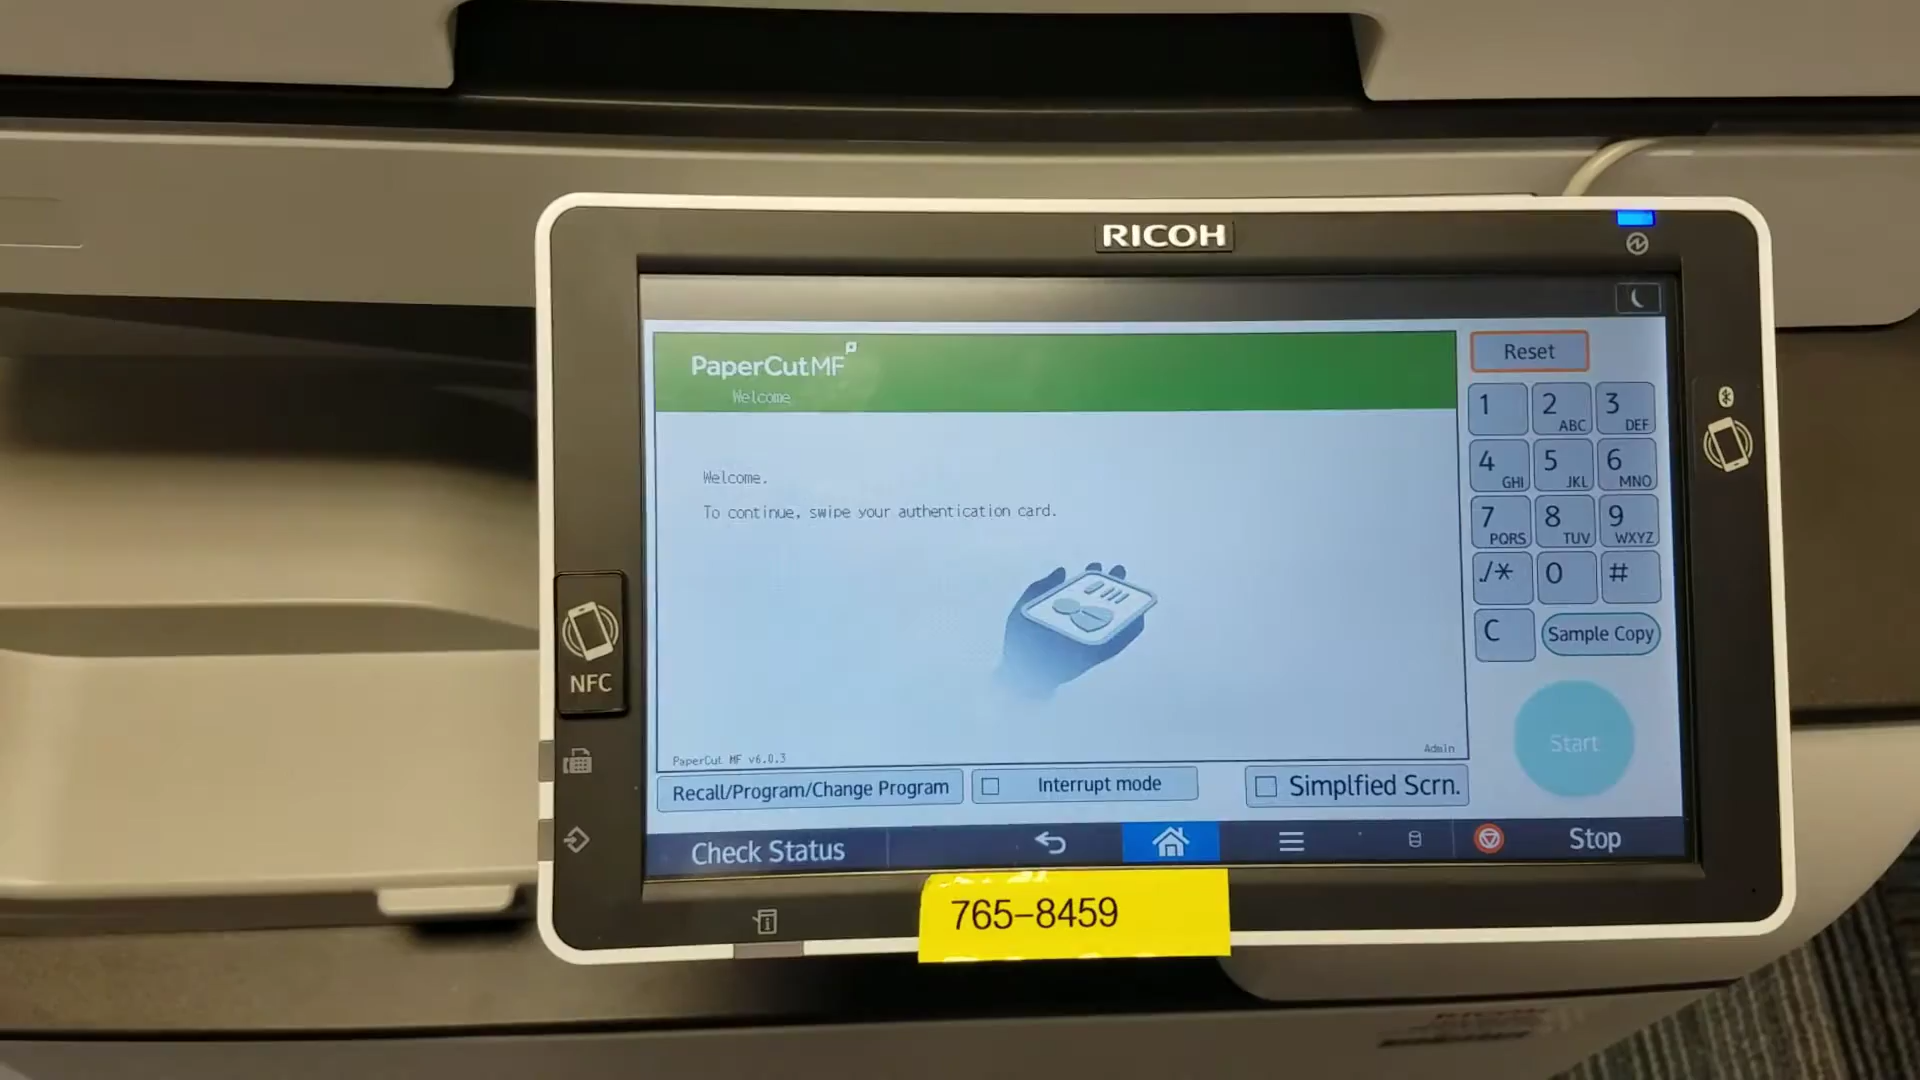 RICOH
PaperCutMF
Welcome
Welcome.
To continue, swipe your authentication card.
PaperCut MF v6.0.3
Admin
Reset
1
2 ABC
3 DEF
4 GHI
5 JKL
6 MNO
7 PQRS
8 TUV
9 WXYZ
./*
0
#
C
Sample Copy
Start
NFC
Recall/Program/Change Program
Interrupt mode
Simplfied Scrn.
Check Status
Stop
765-8459